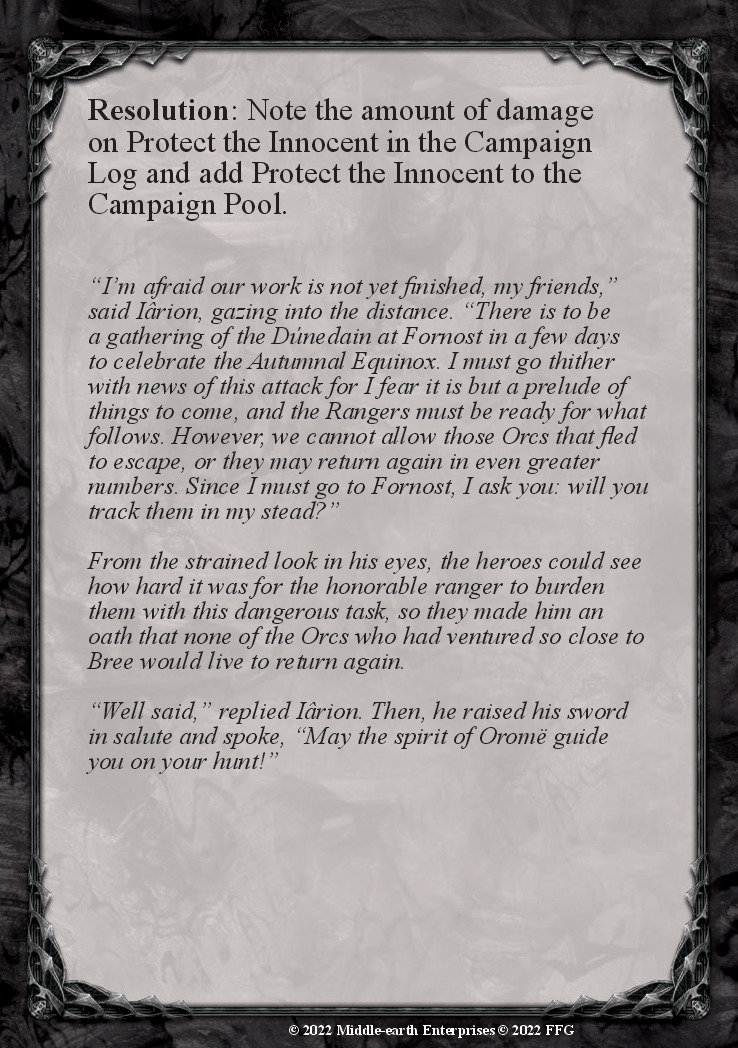 Resolution: Note the amount of damage
on Protect the Innocent in the Campaign
Log and add Protect the Innocent to the
Campaign Pool.
“I’m afraid our work is not yet finished, my friends,”
said Iârion, gazing into the distance. “There is to be
a gathering of the Dúnedain at Fornost in a few days
to celebrate the Autumnal Equinox. I must go thither
with news of this attack for I fear it is but a prelude of
things to come, and the Rangers must be ready for what
follows. However, we cannot allow those Orcs that fled
to escape, or they may return again in even greater
numbers. Since I must go to Fornost, I ask you: will you
track them in my stead?”
From the strained look in his eyes, the heroes could see
how hard it was for the honorable ranger to burden
them with this dangerous task, so they made him an
oath that none of the Orcs who had ventured so close to
Bree would live to return again.
“Well said,” replied Iârion. Then, he raised his sword
in salute and spoke, “May the spirit of Oromë guide
you on your hunt!”
© 2022 Middle-earth Enterprises © 2022 FFG